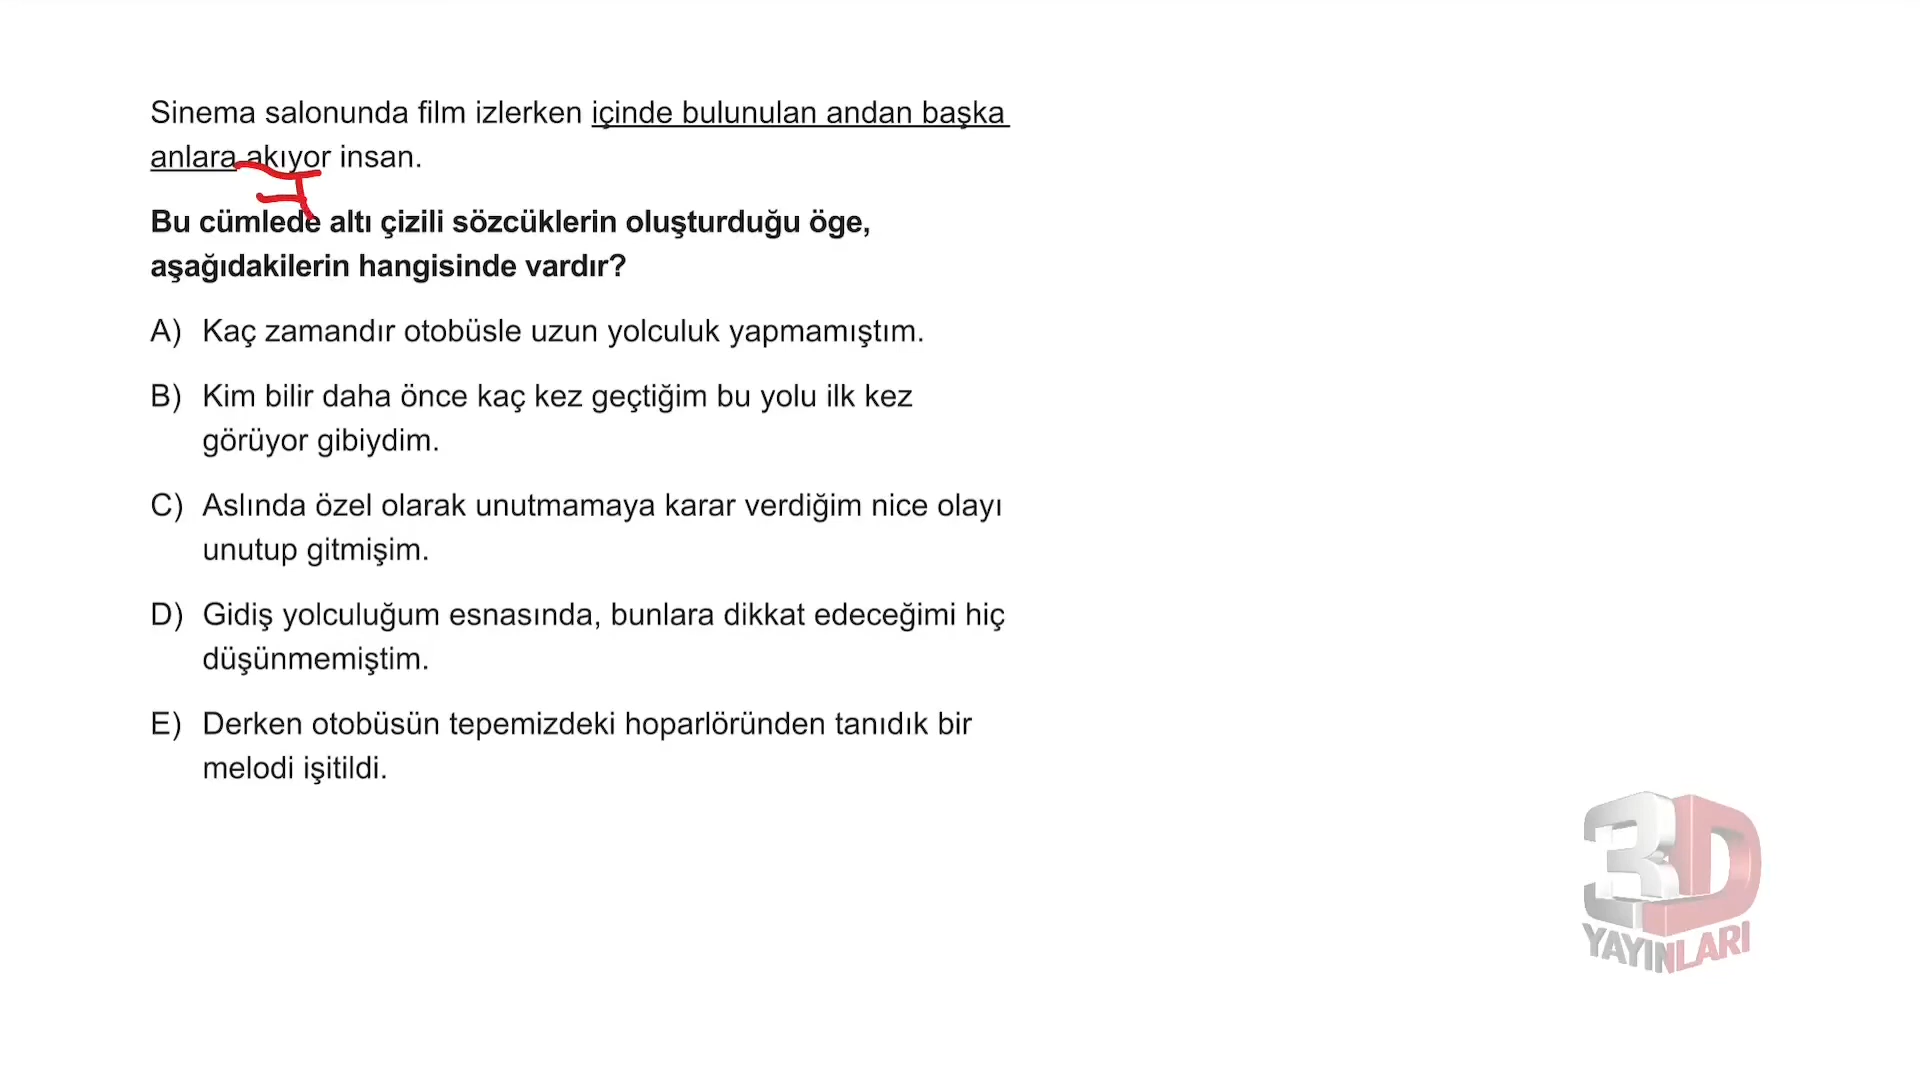 Sinema salonunda film izlerken içinde bulunulan andan başka
anlara akıyor insan.
Bu cümlede altı çizili sözcüklerin oluşturduğu öge,
aşağıdakilerin hangisinde vardır?
A) Kaç zamandır otobüsle uzun yolculuk yapmamıştım.
B) Kim bilir daha önce kaç kez geçtiğim bu yolu ilk kez
görüyor gibiydim.
C) Aslında özel olarak unutmamaya karar verdiğim nice olayı
unutup gitmişim.
D) Gidiş yolculuğum esnasında, bunlara dikkat edeceğimi hiç
düşünmemiştim.
E) Derken otobüsün tepemizdeki hoparlöründen tanıdık bir
melodi işitildi.
3D
YAYINLARI